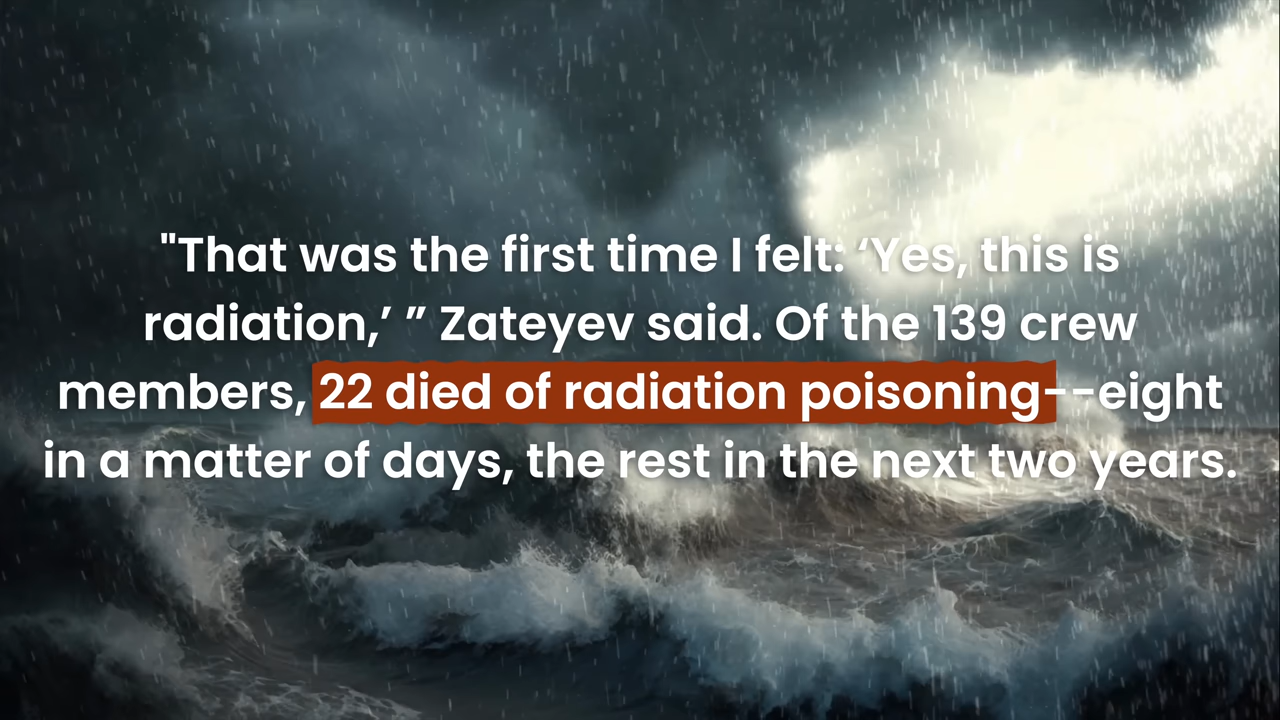 "That was the first time I felt: ‘Yes, this is
radiation,’ ” Zateyev said. Of the 139 crew
members, 22 died of radiation poisoning--eight
in a matter of days, the rest in the next two years.